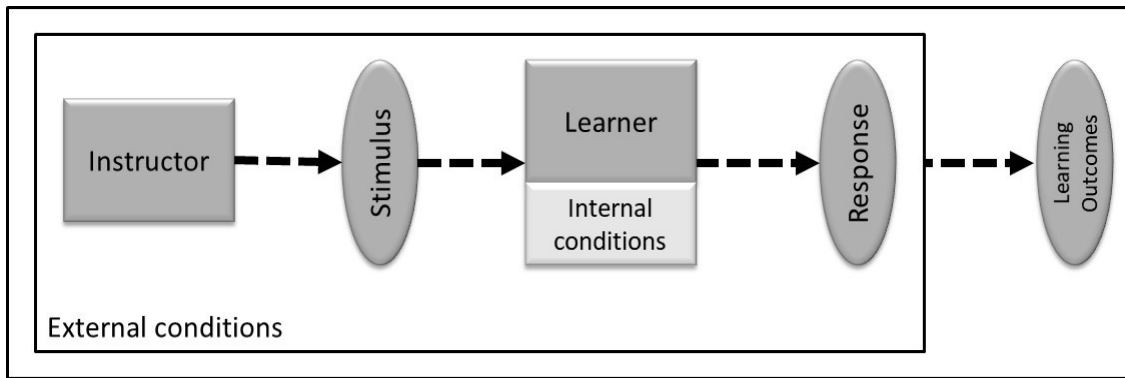 Instructor
Stimulus
Learner
Internal
conditions
Response
Learning
Outcomes
External conditions